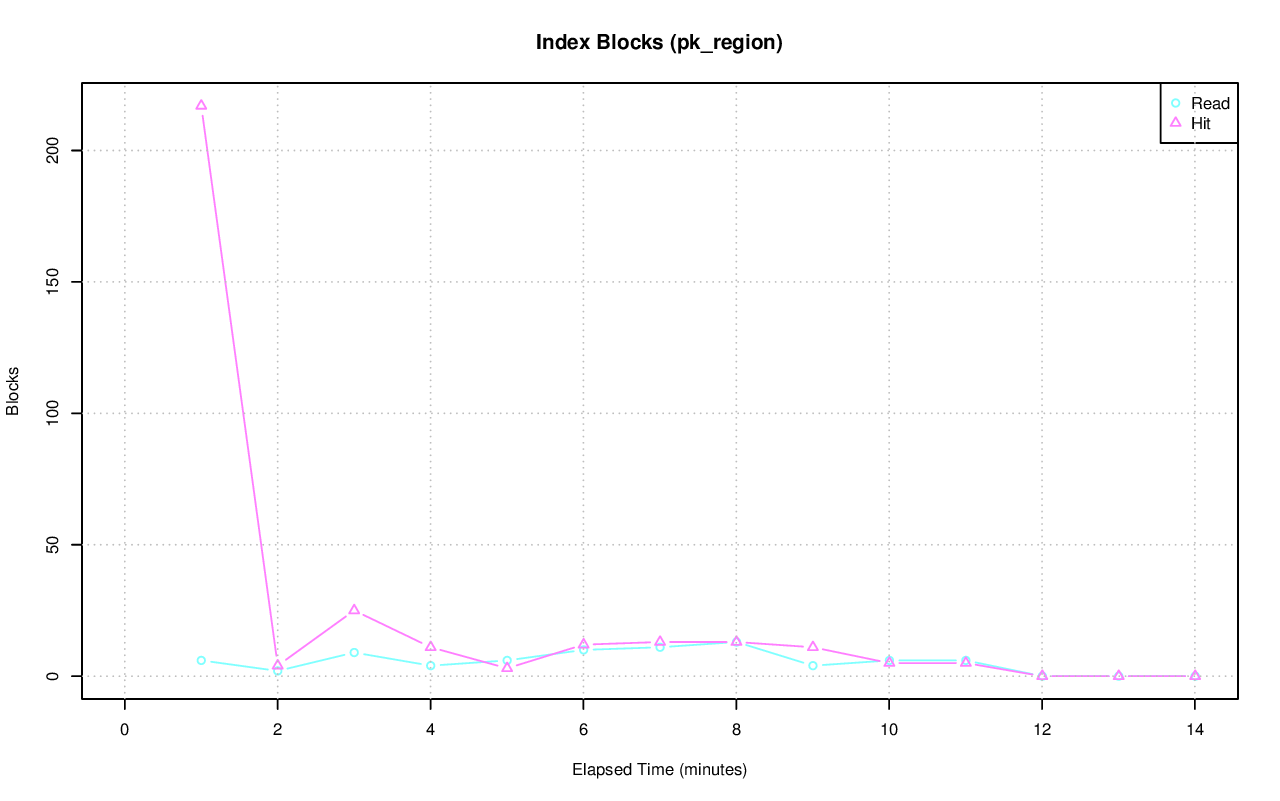 Index Blocks (pk_region)
Read
Hit
Blocks
200
150
100
50
0
0 2 4 6 8 10 12 14
Elapsed Time (minutes)